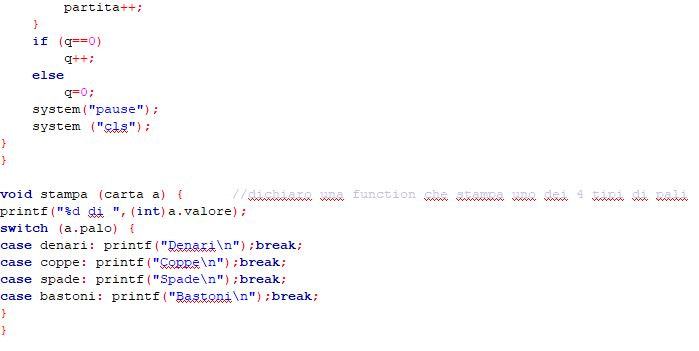 partita++;
}
if (q==0)
q++;
else
q=0;
system("pause");
system ("cls");
}
}
void stampa (carta a) { //dichiaro una function che stampa uno dei 4 tipi di pali
printf("%d di ",(int)a.valore);
switch (a.palo) {
case denari: printf("Denari\n");break;
case coppe: printf("Coppe\n");break;
case spade: printf("Spade\n");break;
case bastoni: printf("Bastoni\n");break;
}
}